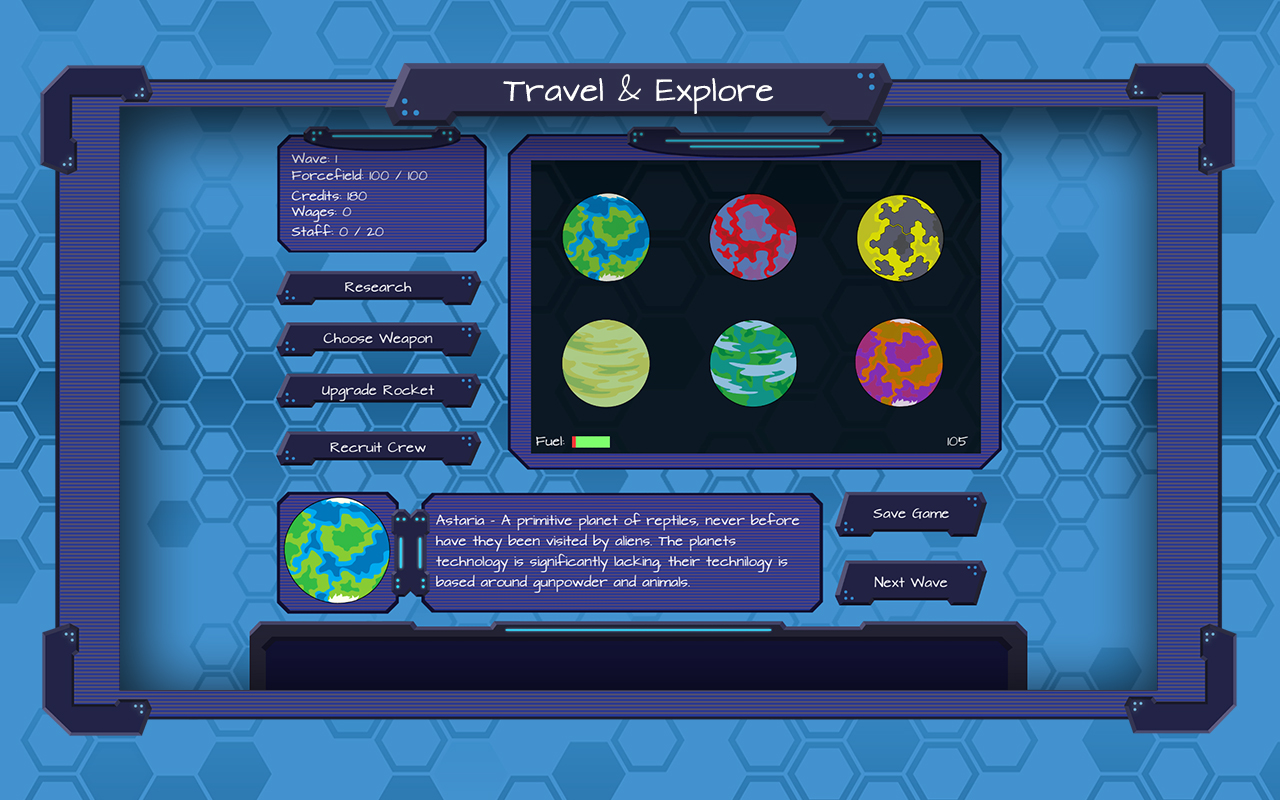 Travel & Explore
Wave: 1
Forcefield: 100 / 100
Credits: 180
Wages: 0
Staff: 0 / 20
Research
Choose Weapon
Upgrade Rocket
Recruit Crew
Fuel:
105
Astaria - A primitive planet of reptiles, never before
have they been visited by aliens. The planets
technology is significantly lacking, their technilogy is
based around gunpowder and animals.
Save Game
Next Wave